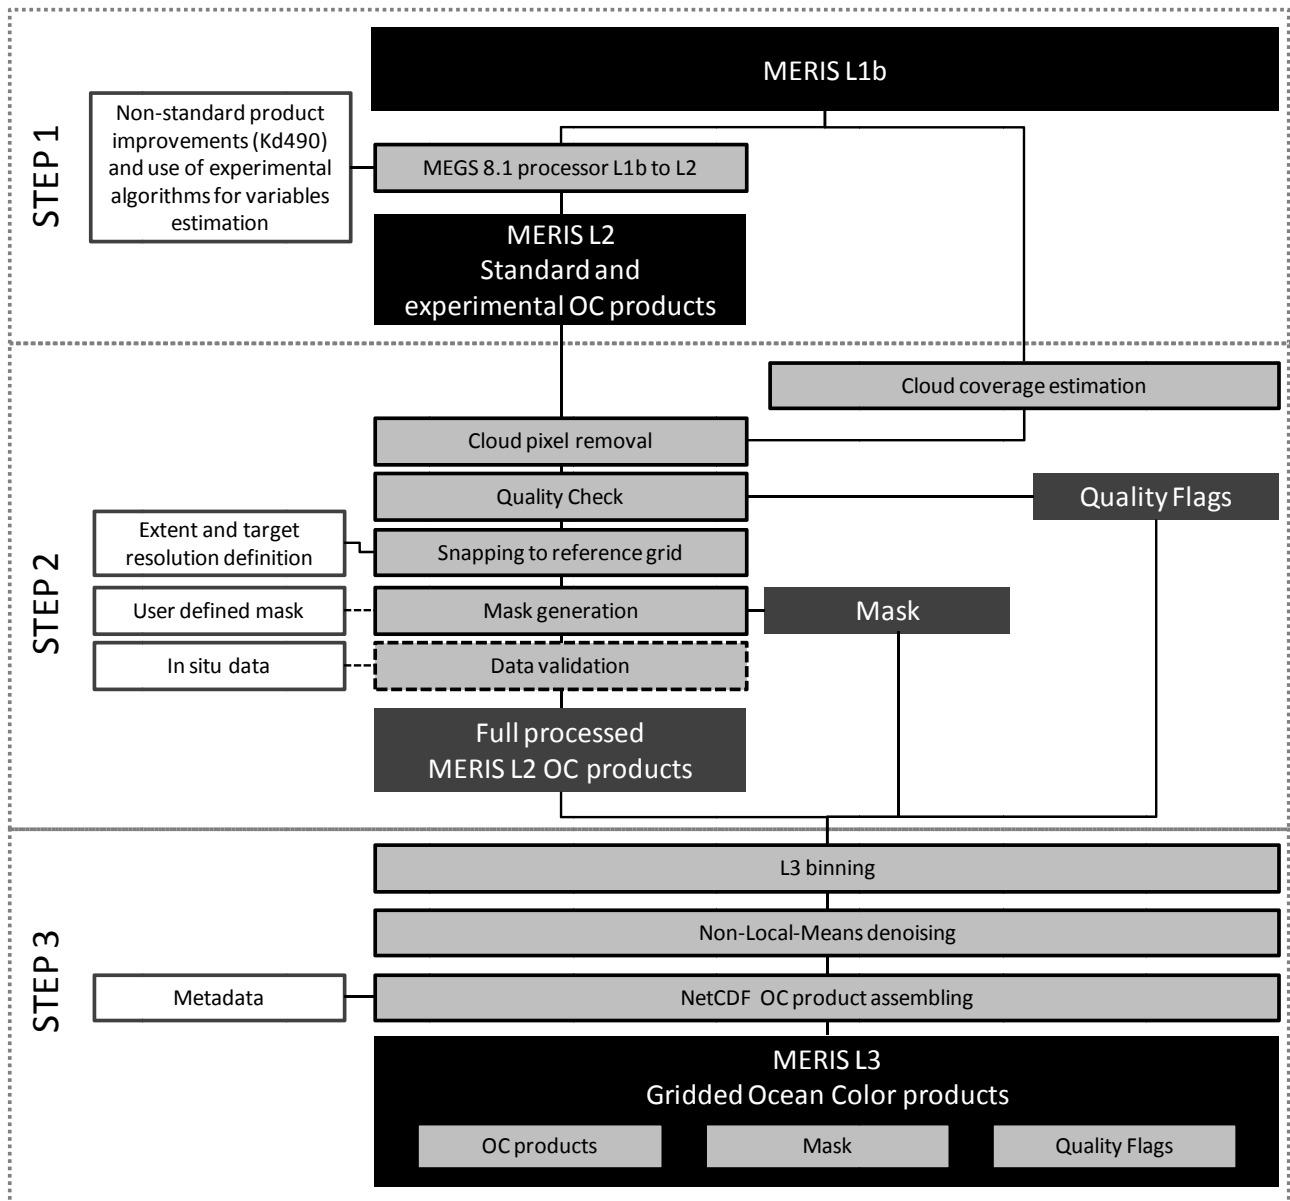 STEP 1
MERIS L1b
Non-standard product
improvements (Kd490)
and use of experimental
algorithms for variables
estimation
MEGS 8.1 processor L1b to L2
MERIS L2
Standard and
experimental OC products
STEP 2
Cloud coverage estimation
Cloud pixel removal
Quality Check
Quality Flags
Extent and target
resolution definition
Snapping to reference grid
User defined mask
Mask generation
Mask
In situ data
Data validation
Full processed
MERIS L2 OC products
STEP 3
L3 binning
Non-Local-Means denoising
Metadata
NetCDF OC product assembling
MERIS L3
Gridded Ocean Color products
OC products
Mask
Quality Flags